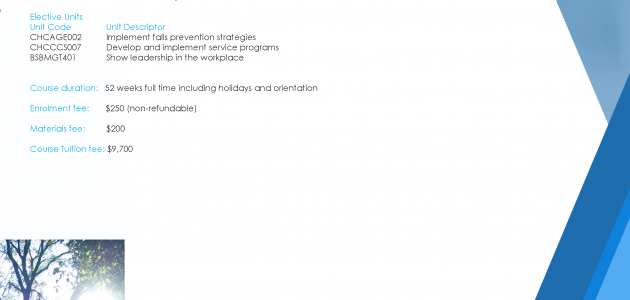 Elective Units
Unit Code Unit Descriptor
CHCAGE002 Implement falls prevention strategies
CHCCCS007 Develop and implement service programs
BSBMGT401 Show leadership in the workplace
Course duration: 52 weeks full time including holidays and orientation
Enrolment fee: $250 (non-refundable)
Materials fee: $200
Course Tuition fee: $9,700